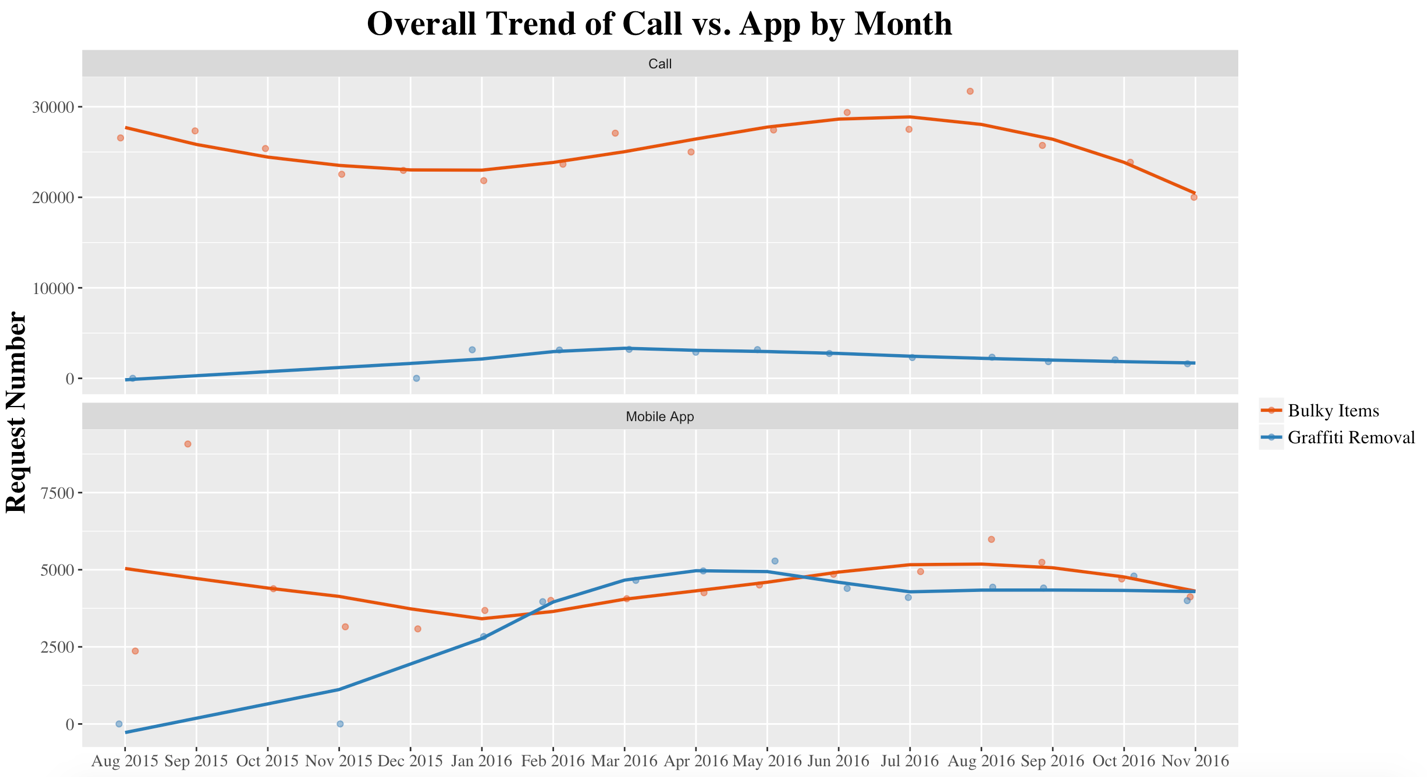 Overall Trend of Call vs. App by Month
Call
30000
20000
10000
0
Mobile App
7500
5000
2500
0
Request Number
Aug 2015 Sep 2015 Oct 2015 Nov 2015 Dec 2015 Jan 2016 Feb 2016 Mar 2016 Apr 2016 May 2016 Jun 2016 Jul 2016 Aug 2016 Sep 2016 Oct 2016 Nov 2016
Bulky Items
Graffiti Removal